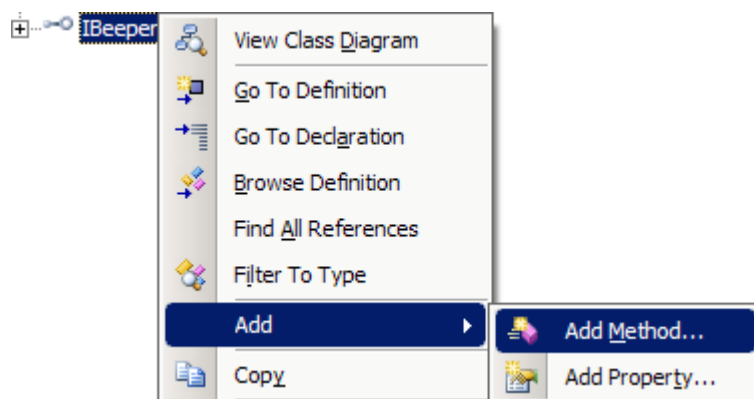 IBeeper
View Class Diagram
Go To Definition
Go To Declaration
Browse Definition
Find All References
Filter To Type
Add
Add Method...
Copy
Add Property...